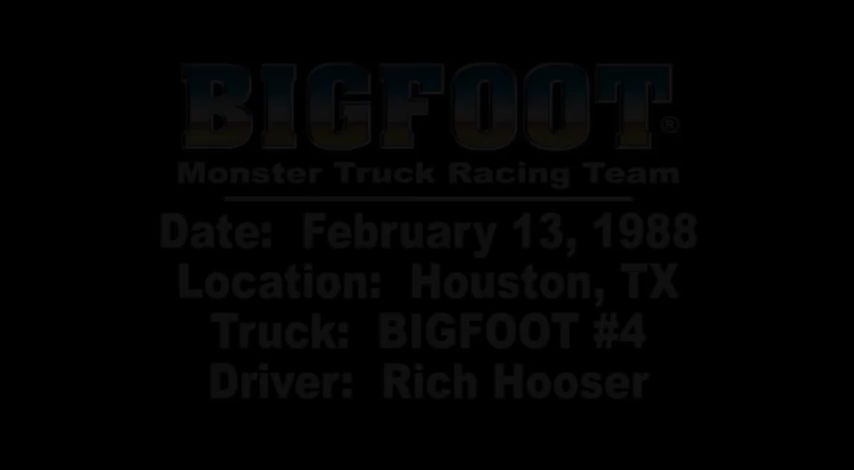 BIGFOOT®
Monster Truck Racing Team
Date: February 13, 1988
Location: Houston, TX
Truck: BIGFOOT #4
Driver: Rich Hooser